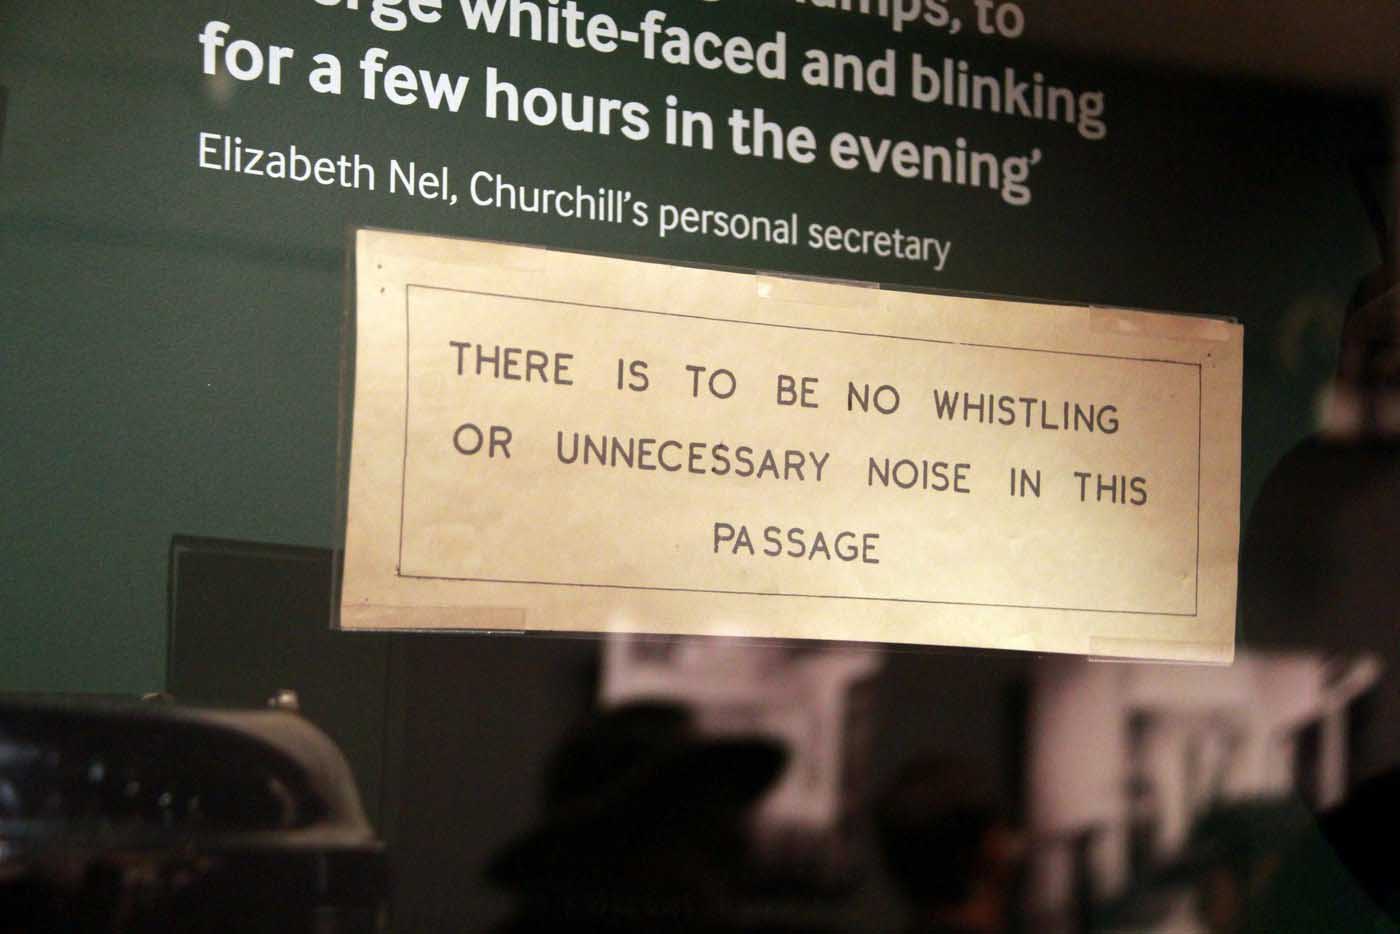 to
white-faced and blinking
for a few hours in the evening’
Elizabeth Nel, Churchill’s personal secretary
THERE IS TO BE NO WHISTLING
OR UNNECESSARY NOISE IN THIS
PASSAGE